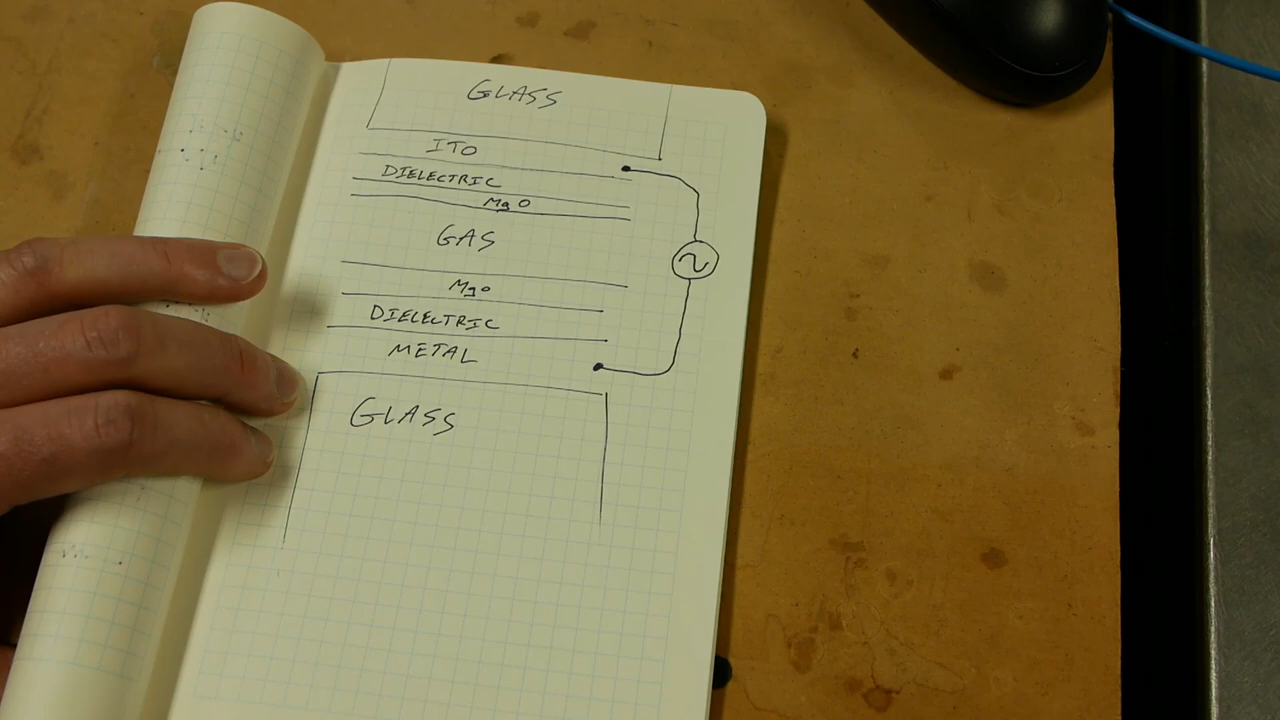 GLASS
ITO
DIELECTRIC
MgO
GAS
MgO
DIELECTRIC
METAL
GLASS